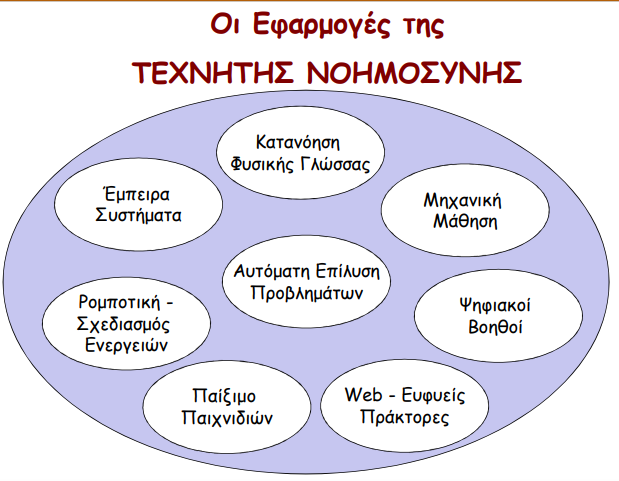 Οι Εφαρμογές της
ΤΕΧΝΗΤΗΣ ΝΟΗΜΟΣΥΝΗΣ
Κατανόηση
Φυσικής Γλώσσας
Έμπειρα
Συστήματα
Μηχανική
Μάθηση
Αυτόματη Επίλυση
Προβλημάτων
Ρομποτική -
Σχεδιασμός
Ενεργειών
Ψηφιακοί
Βοηθοί
Παίξιμο
Παιχνιδιών
Web - Ευφυείς
Πράκτορες